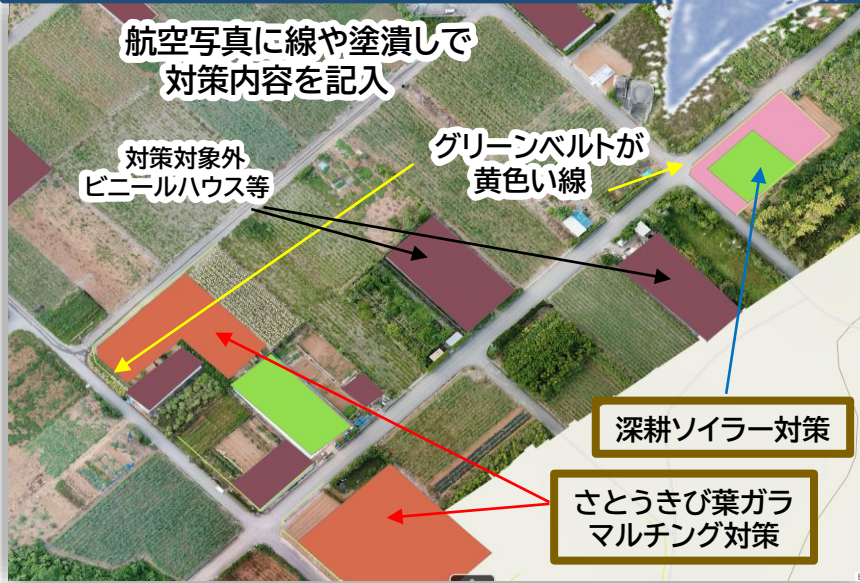 航空写真に線や塗潰しで
対策内容を記入
対策対象外
ビニールハウス等
グリーンベルトが
黄色い線
深耕ソイラー対策
さとうきび葉ガラ
マルチング対策